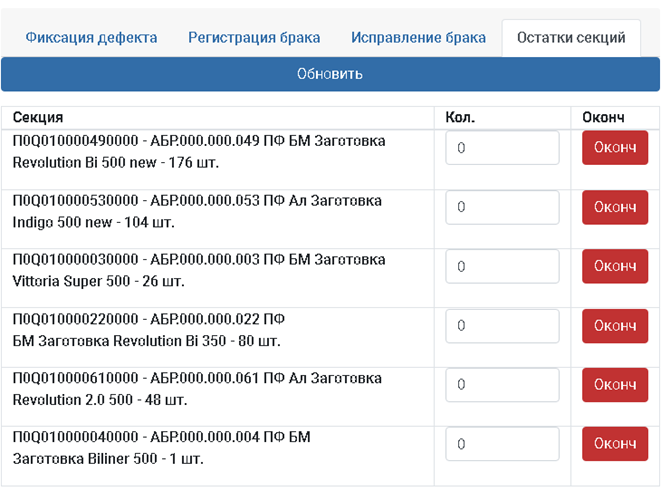 Фиксация дефекта Регистрация брака Исправление брака Остатки секций
Обновить
Секция Кол. Оконч
П0Q010000490000 - АБР.000.000.049 ПФ БМ Заготовка
Revolution Bi 500 new - 176 шт.
0 Оконч
П0Q010000530000 - АБР.000.000.053 ПФ Ал Заготовка
Indigo 500 new - 104 шт.
0 Оконч
П0Q010000030000 - АБР.000.000.003 ПФ БМ Заготовка
Vittoria Super 500 - 26 шт.
0 Оконч
П0Q010000220000 - АБР.000.000.022 ПФ
БМ Заготовка Revolution Bi 350 - 80 шт.
0 Оконч
П0Q010000610000 - АБР.000.000.061 ПФ Ал Заготовка
Revolution 2.0 500 - 48 шт.
0 Оконч
П0Q010000040000 - АБР.000.000.004 ПФ БМ
Заготовка Biliner 500 - 1 шт.
0 Оконч